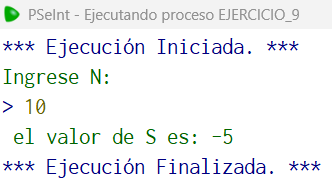 PSeInt - Ejecutando proceso EJERCICIO_9
*** Ejecución Iniciada. ***
Ingrese N:
> 10
el valor de S es: -5
*** Ejecución Finalizada. ***